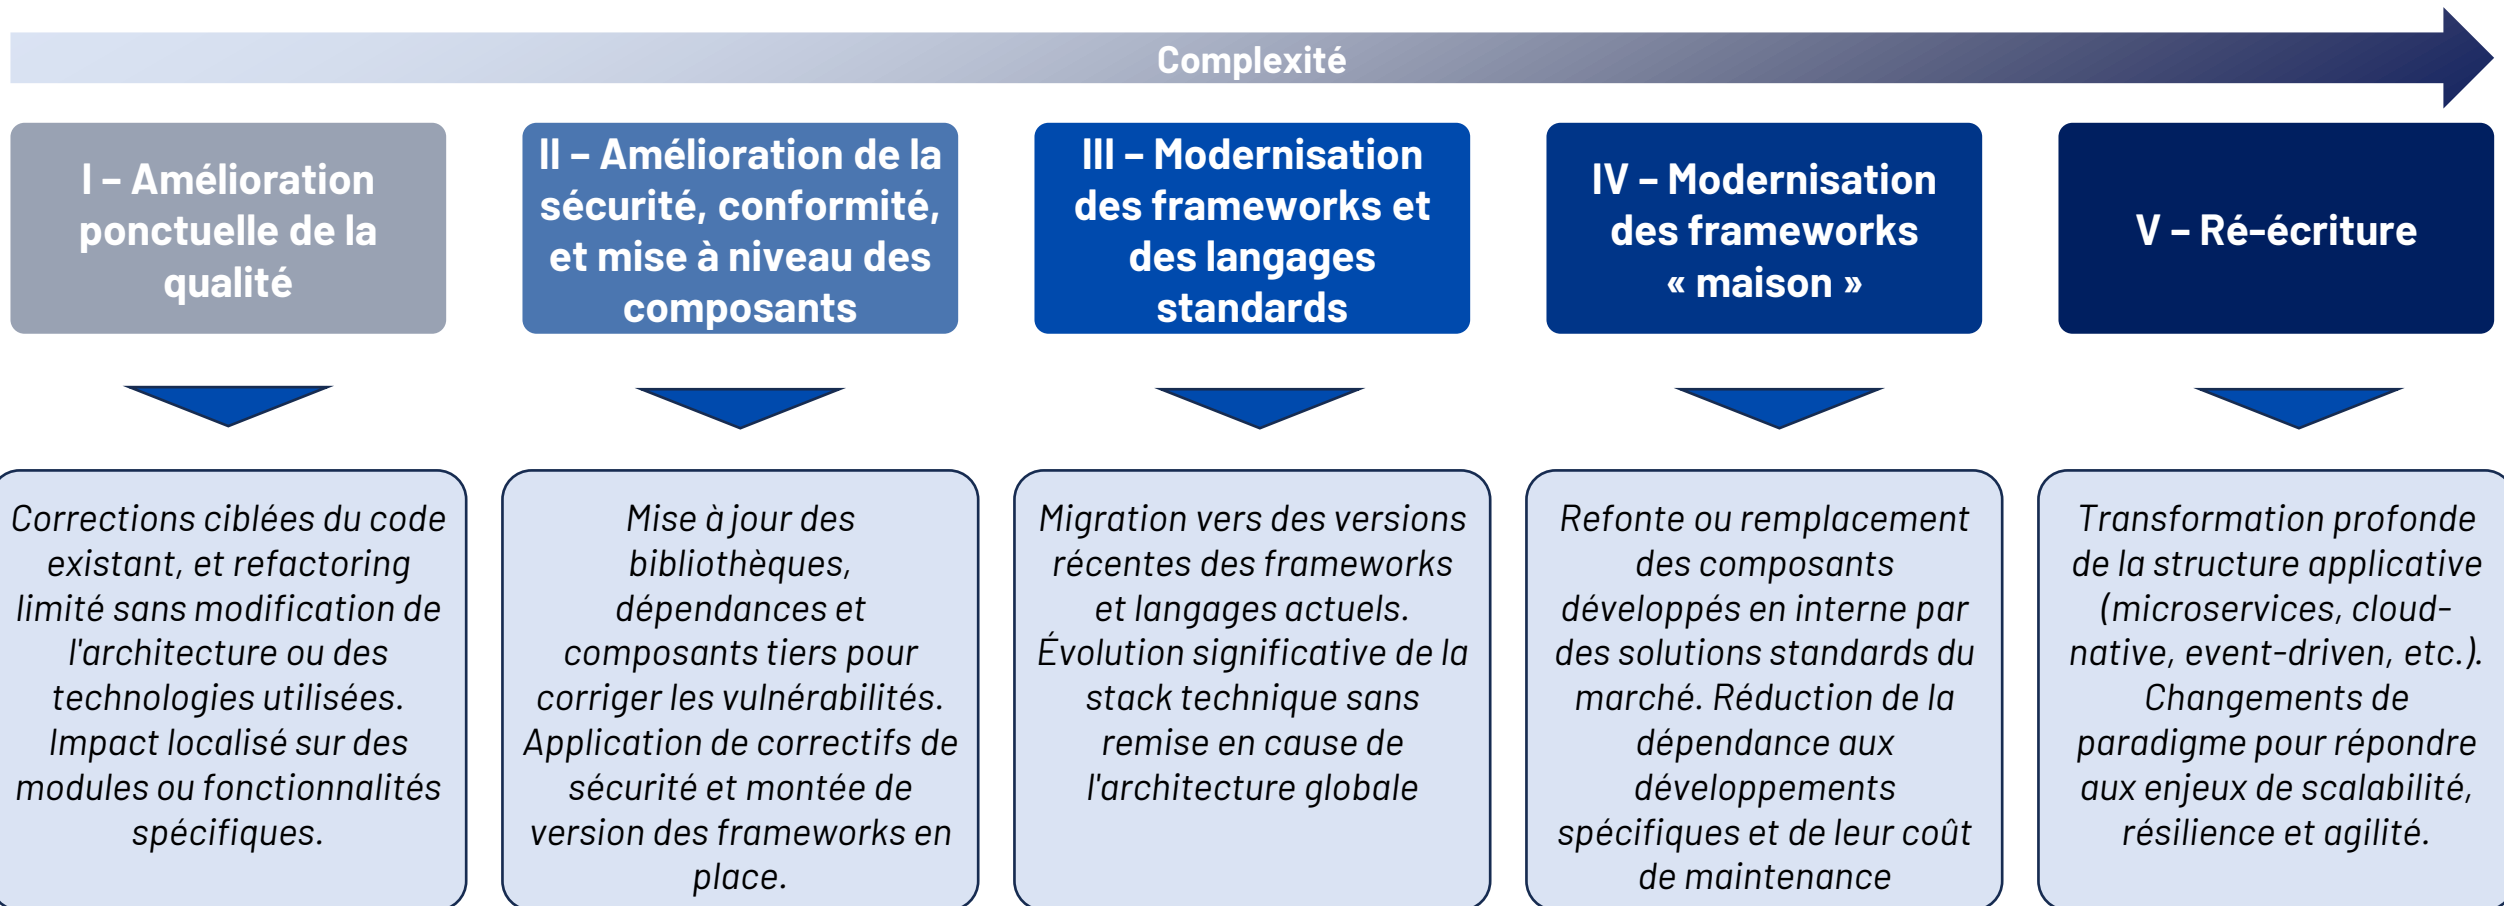 Complexité
I – Amélioration
ponctuelle de la
qualité
II – Amélioration de la
sécurité, conformité,
et mise à niveau des
composants
III – Modernisation
des frameworks et
des langages
standards
IV – Modernisation
des frameworks
« maison »
V – Ré-écriture
Corrections ciblées du code
existant, et refactoring
limité sans modification de
l'architecture ou des
technologies utilisées.
Impact localisé sur des
modules ou fonctionnalités
spécifiques.
Mise à jour des
bibliothèques,
dépendances et
composants tiers pour
corriger les vulnérabilités.
Application de correctifs de
sécurité et montée de
version des frameworks en
place.
Migration vers des versions
récentes des frameworks
et langages actuels.
Évolution significative de la
stack technique sans
remise en cause de
l'architecture globale
Refonte ou remplacement
des composants
développés en interne par
des solutions standards du
marché. Réduction de la
dépendance aux
développements
spécifiques et de leur coût
de maintenance
Transformation profonde
de la structure applicative
(microservices, cloud-
native, event-driven, etc.).
Changements de
paradigme pour répondre
aux enjeux de scalabilité,
résilience et agilité.